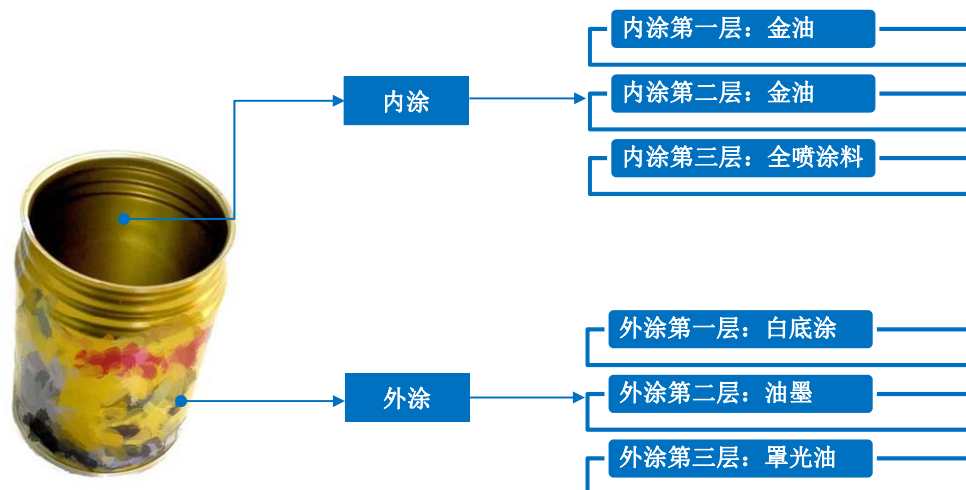 内涂第一层：金油
内涂
内涂第二层：金油
内涂第三层：全喷涂料
外涂第一层：白底涂
外涂
外涂第二层：油墨
外涂第三层：罩光油